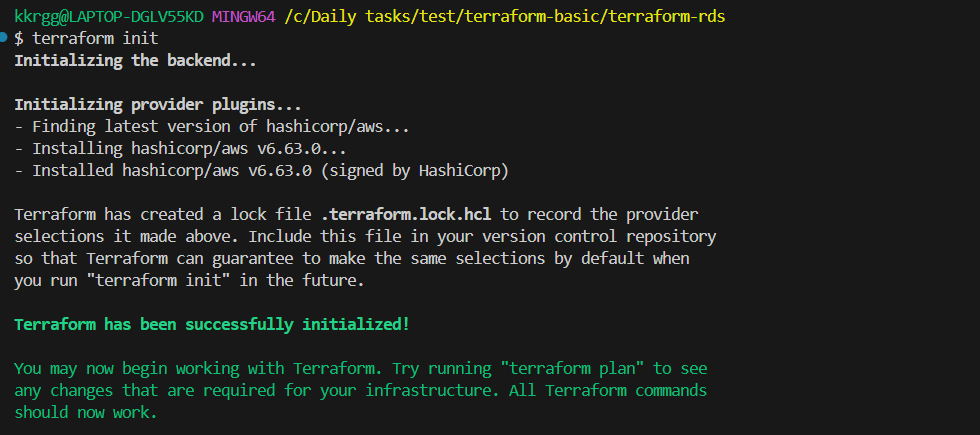 kkrgg@LAPTOP-DGLV55KD MINGW64 /c/Daily tasks/test/terraform-basic/terraform-rds
$ terraform init
Initializing the backend...
Initializing provider plugins...
- Finding latest version of hashicorp/aws...
- Installing hashicorp/aws v6.63.0...
- Installed hashicorp/aws v6.63.0 (signed by HashiCorp)
Terraform has created a lock file .terraform.lock.hcl to record the provider
selections it made above. Include this file in your version control repository
so that Terraform can guarantee to make the same selections by default when
you run "terraform init" in the future.
Terraform has been successfully initialized!
You may now begin working with Terraform. Try running "terraform plan" to see
any changes that are required for your infrastructure. All Terraform commands
should now work.